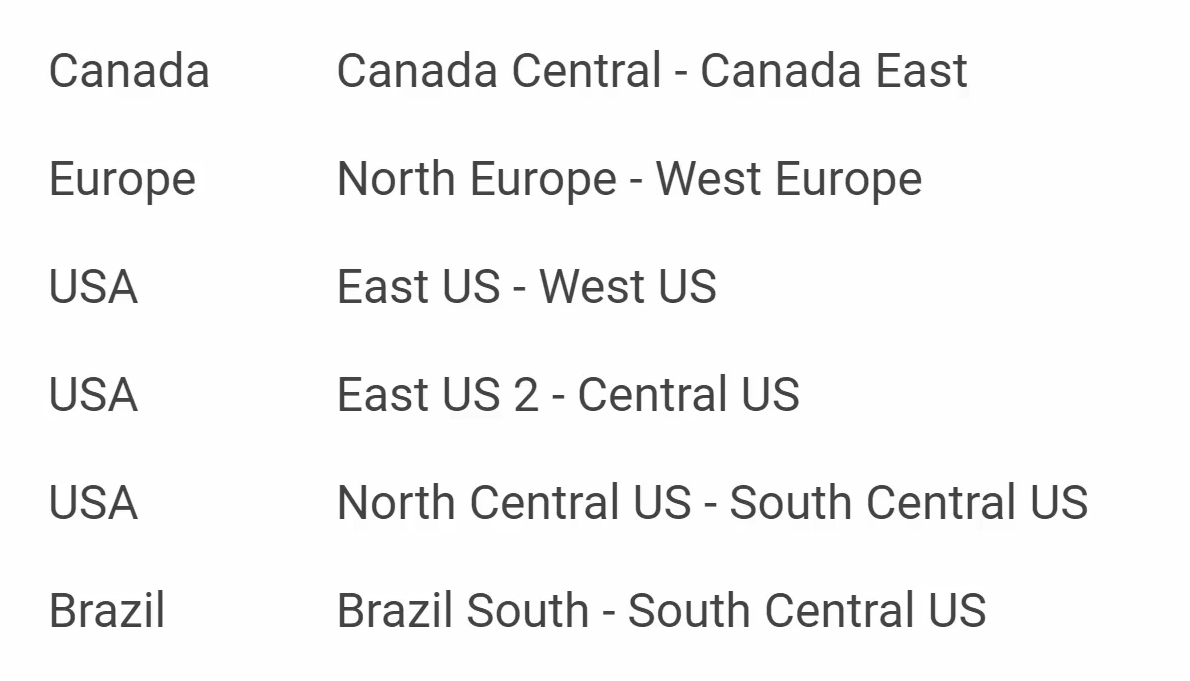 Canada Canada Central - Canada East
Europe North Europe - West Europe
USA East US - West US
USA East US 2 - Central US
USA North Central US - South Central US
Brazil Brazil South - South Central US